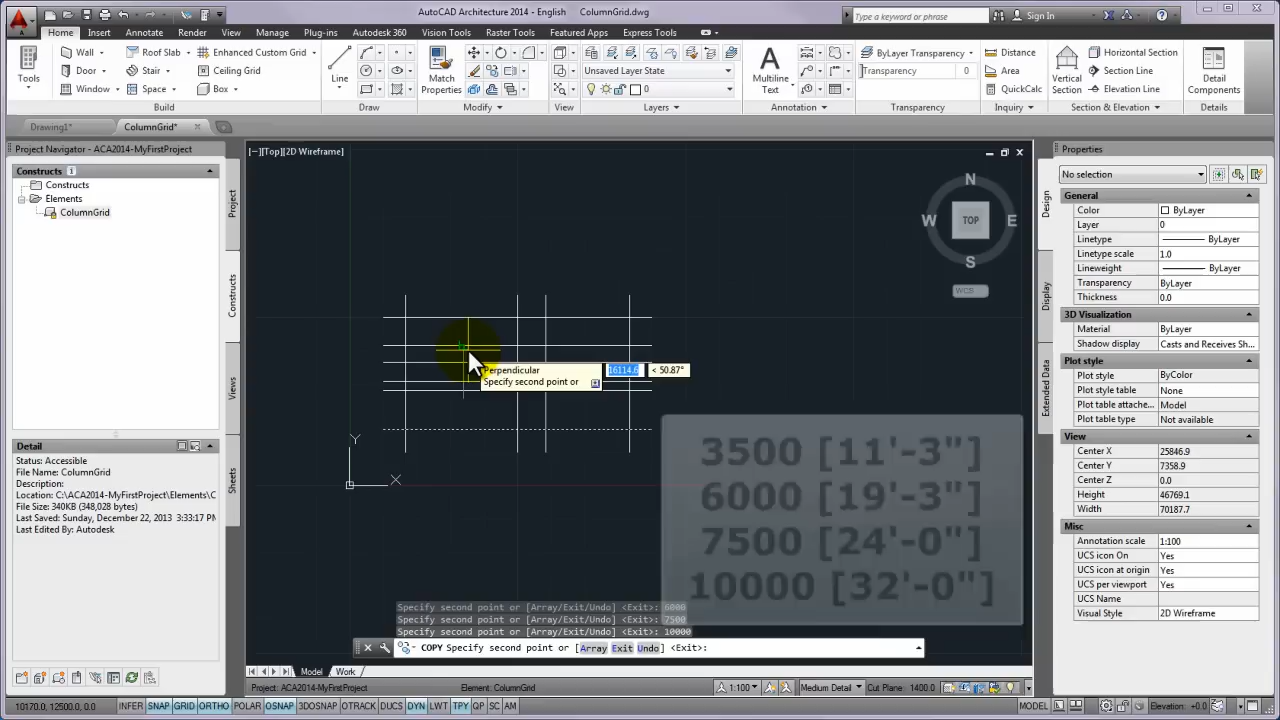 AutoCAD Architecture 2014 - English ColumnGrid.dwg
Type a keyword or phrase
Sign In
Home Insert Annotate Render View Manage Plug-ins Autodesk 360 Vision Tools Raster Tools Featured Apps Express Tools
Tools
Wall Roof Slab Enhanced Custom Grid
Door Stair Ceiling Grid
Window Space Box
Build
Line
Draw
Match
Properties
Modify
View
Unsaved Layer State
0
Layers
Multiline
Text
Annotation
ByLayer Transparency
Transparency 0
Transparency
Distance
Area
QuickCalc
Inquiry
Vertical
Section
Horizontal Section
Section Line
Elevation Line
Section & Elevation
Detail
Components
Details
Drawing1* ColumnGrid*
Project Navigator - ACA2014-MyFirstProject
Constructs
Constructs
Elements
ColumnGrid
Project
Constructs
Views
Sheets
Detail
Status: Accessible
File Name: ColumnGrid
Description:
Location: C:\ACA2014-MyFirstProject\Elements\C
File Size: 340KB (348,028 bytes)
Last Saved: Sunday, December 22, 2013 3:33:17 PM
Last Edited By: Autodesk
[−][Top][2D Wireframe]
N
W TOP E
S
WCS
Perpendicular
Specify second point or
16114.6 < 50.87°
Y
X
3500 [11'-3"]
6000 [19'-3"]
7500 [24'-0"]
10000 [32'-0"]
Specify second point or [Array/Exit/Undo] <Exit>: 6000
Specify second point or [Array/Exit/Undo] <Exit>: 7500
Specify second point or [Array/Exit/Undo] <Exit>: 10000
COPY Specify second point or [Array Exit Undo] <Exit>:
Model Work
Properties
No selection
Design
Display
Extended Data
General
Color ByLayer
Layer 0
Linetype ByLayer
Linetype scale 1.0
Lineweight ByLayer
Transparency ByLayer
Thickness 0.0
3D Visualization
Material ByLayer
Shadow display Casts and Receives Sh...
Plot style
Plot style ByColor
Plot style table None
Plot table attache... Model
Plot table type Not available
View
Center X 25846.9
Center Y 7358.9
Center Z 0.0
Height 46769.1
Width 70187.7
Misc
Annotation scale 1:100
UCS icon On Yes
UCS icon at origin Yes
UCS per viewport Yes
UCS Name
Visual Style 2D Wireframe
Project: ACA2014-MyFirstProject Element: ColumnGrid 1:100 Medium Detail Cut Plane: 1400.0
10170.0, 12500.0, 0.0 INFER SNAP GRID ORTHO POLAR OSNAP 3DOSNAP OTRACK DUCS DYN LWT TPY QP SC AM MODEL Elevation: +0.0